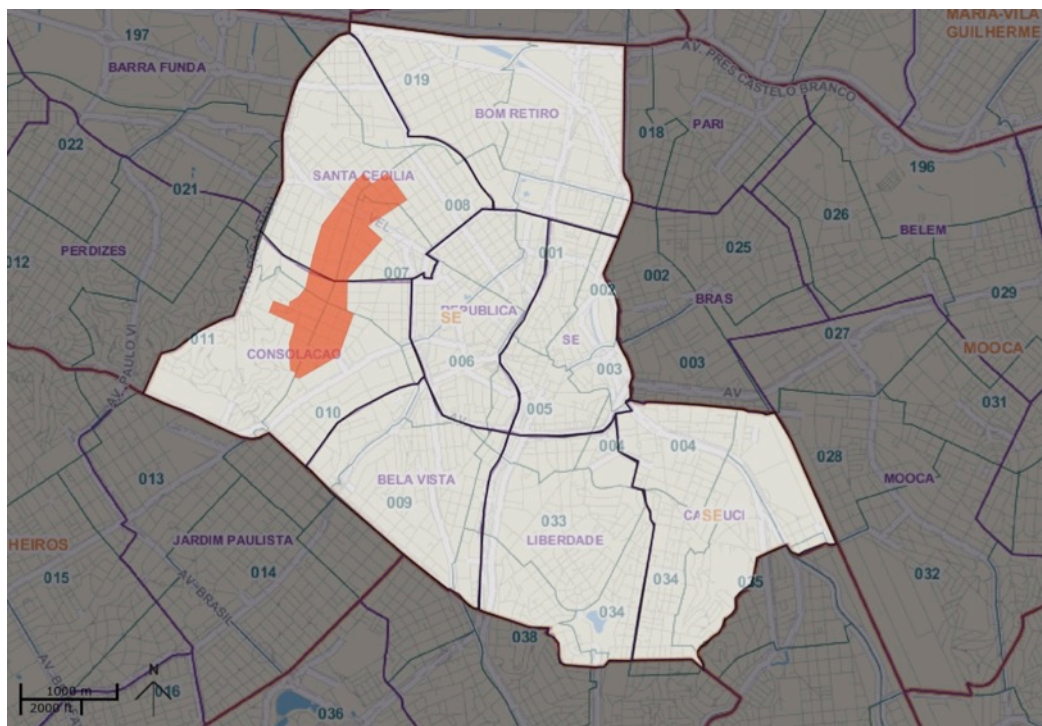 MARIA-VILA
GUILHERME
197
BARRA FUNDA
AV. PRES CASTELO BRANCO
019
BOM RETIRO
018
PARI
022
021
196
SANTA CECILIA
008
026
BELEM
PERDIZES
012
025
001
007
002
002
029
BRAS
REPUBLICA
SE
027
011
SE
MOOCA
CONSOLACAO
006
003
003
AV. PAULO VI
AV
031
010
005
AV
004
004
028
013
BELA VISTA
MOOCA
009
033
SE
JARDIM PAULISTA
LIBERDADE
HEIROS
015
014
034
035
032
AV-BRASIL
034
038
N
1000 m
2000 ft
016
036